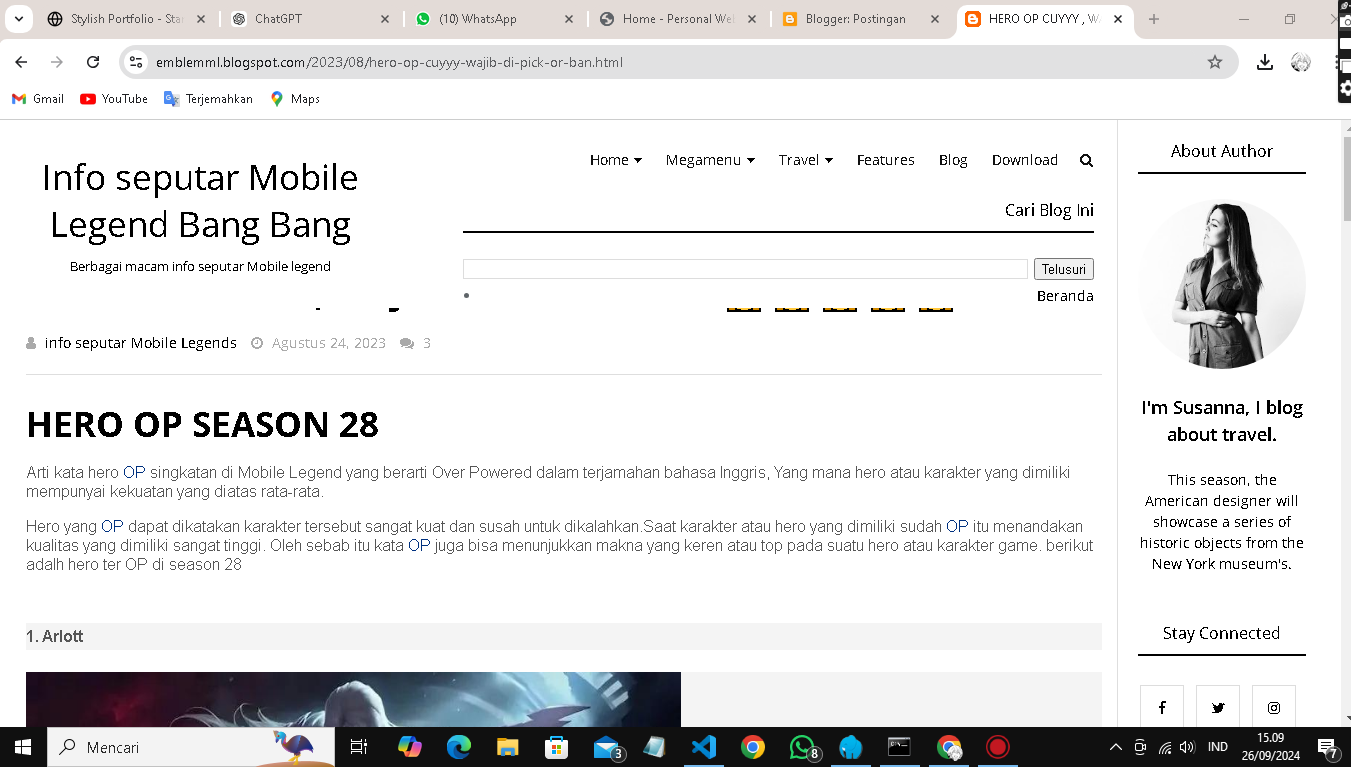 Stylish Portfolio - Sta
ChatGPT
(10) WhatsApp
Home - Personal We
Blogger: Postingan
HERO OP CUYYY , W
emblemml.blogspot.com/2023/08/hero-op-cuyyy-wajib-di-pick-or-ban.html
Gmail
YouTube
Terjemahkan
Maps
Info seputar Mobile
Legend Bang Bang
Berbagai macam info seputar Mobile legend
Home
Megamenu
Travel
Features
Blog
Download
Cari Blog Ini
Telusuri
Beranda
info seputar Mobile Legends
Agustus 24, 2023
3
HERO OP SEASON 28
Arti kata hero OP singkatan di Mobile Legend yang berarti Over Powered dalam terjamahan bahasa Inggris, Yang mana hero atau karakter yang dimiliki
mempunyai kekuatan yang diatas rata-rata.
Hero yang OP dapat dikatakan karakter tersebut sangat kuat dan susah untuk dikalahkan.Saat karakter atau hero yang dimiliki sudah OP itu menandakan
kualitas yang dimiliki sangat tinggi. Oleh sebab itu kata OP juga bisa menunjukkan makna yang keren atau top pada suatu hero atau karakter game. berikut
adalh hero ter OP di season 28
1. Arlott
About Author
I'm Susanna, I blog
about travel.
This season, the
American designer will
showcase a series of
historic objects from the
New York museum's.
Stay Connected
Mencari
3
8
IND
15.09
26/09/2024
7